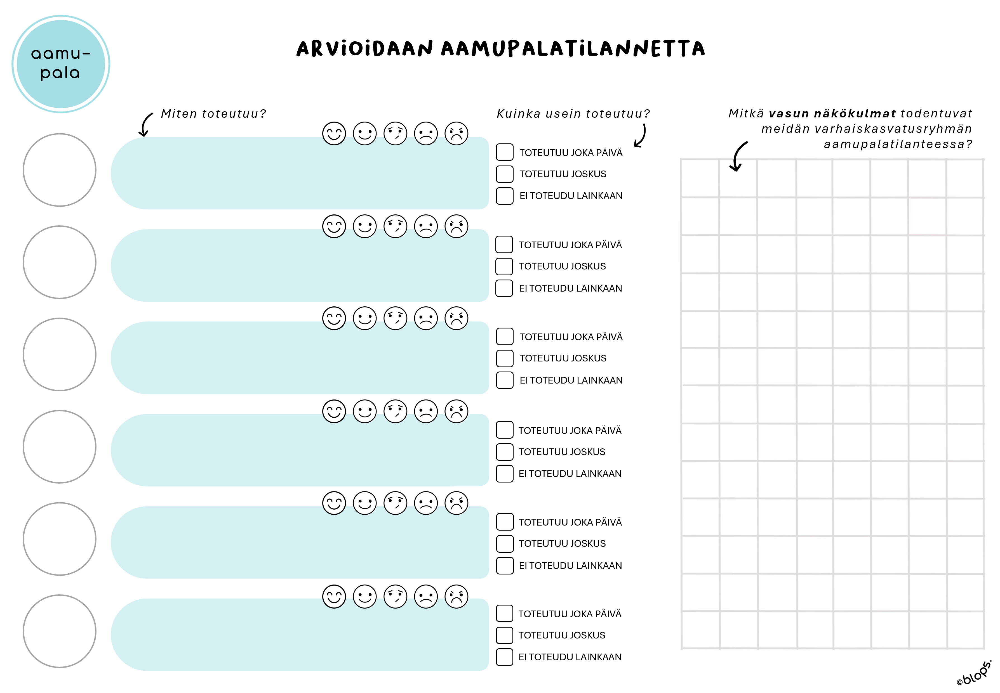 aamu-
pala
ARViOiDAAN AAMUPALATiLANNETTA
Miten toteutuu?
Kuinka usein toteutuu?
Mitkä vasun näkökulmat todentuvat
meidän varhaiskasvatusryhmän
aamupalatilanteessa?
TOTEUTUU JOKA PÄIVÄ
TOTEUTUU JOSKUS
EI TOTEUDU LAINKAAN
TOTEUTUU JOKA PÄIVÄ
TOTEUTUU JOSKUS
EI TOTEUDU LAINKAAN
TOTEUTUU JOKA PÄIVÄ
TOTEUTUU JOSKUS
EI TOTEUDU LAINKAAN
TOTEUTUU JOKA PÄIVÄ
TOTEUTUU JOSKUS
EI TOTEUDU LAINKAAN
TOTEUTUU JOKA PÄIVÄ
TOTEUTUU JOSKUS
EI TOTEUDU LAINKAAN
TOTEUTUU JOKA PÄIVÄ
TOTEUTUU JOSKUS
EI TOTEUDU LAINKAAN
©blops.